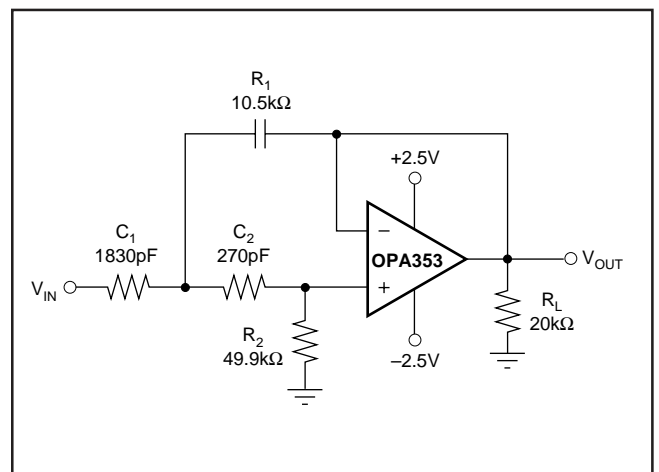 R1
10.5kΩ
+2.5V
C1
1830pF
C2
270pF
–
OPA353
+
VIN
VOUT
R2
49.9kΩ
RL
20kΩ
–2.5V